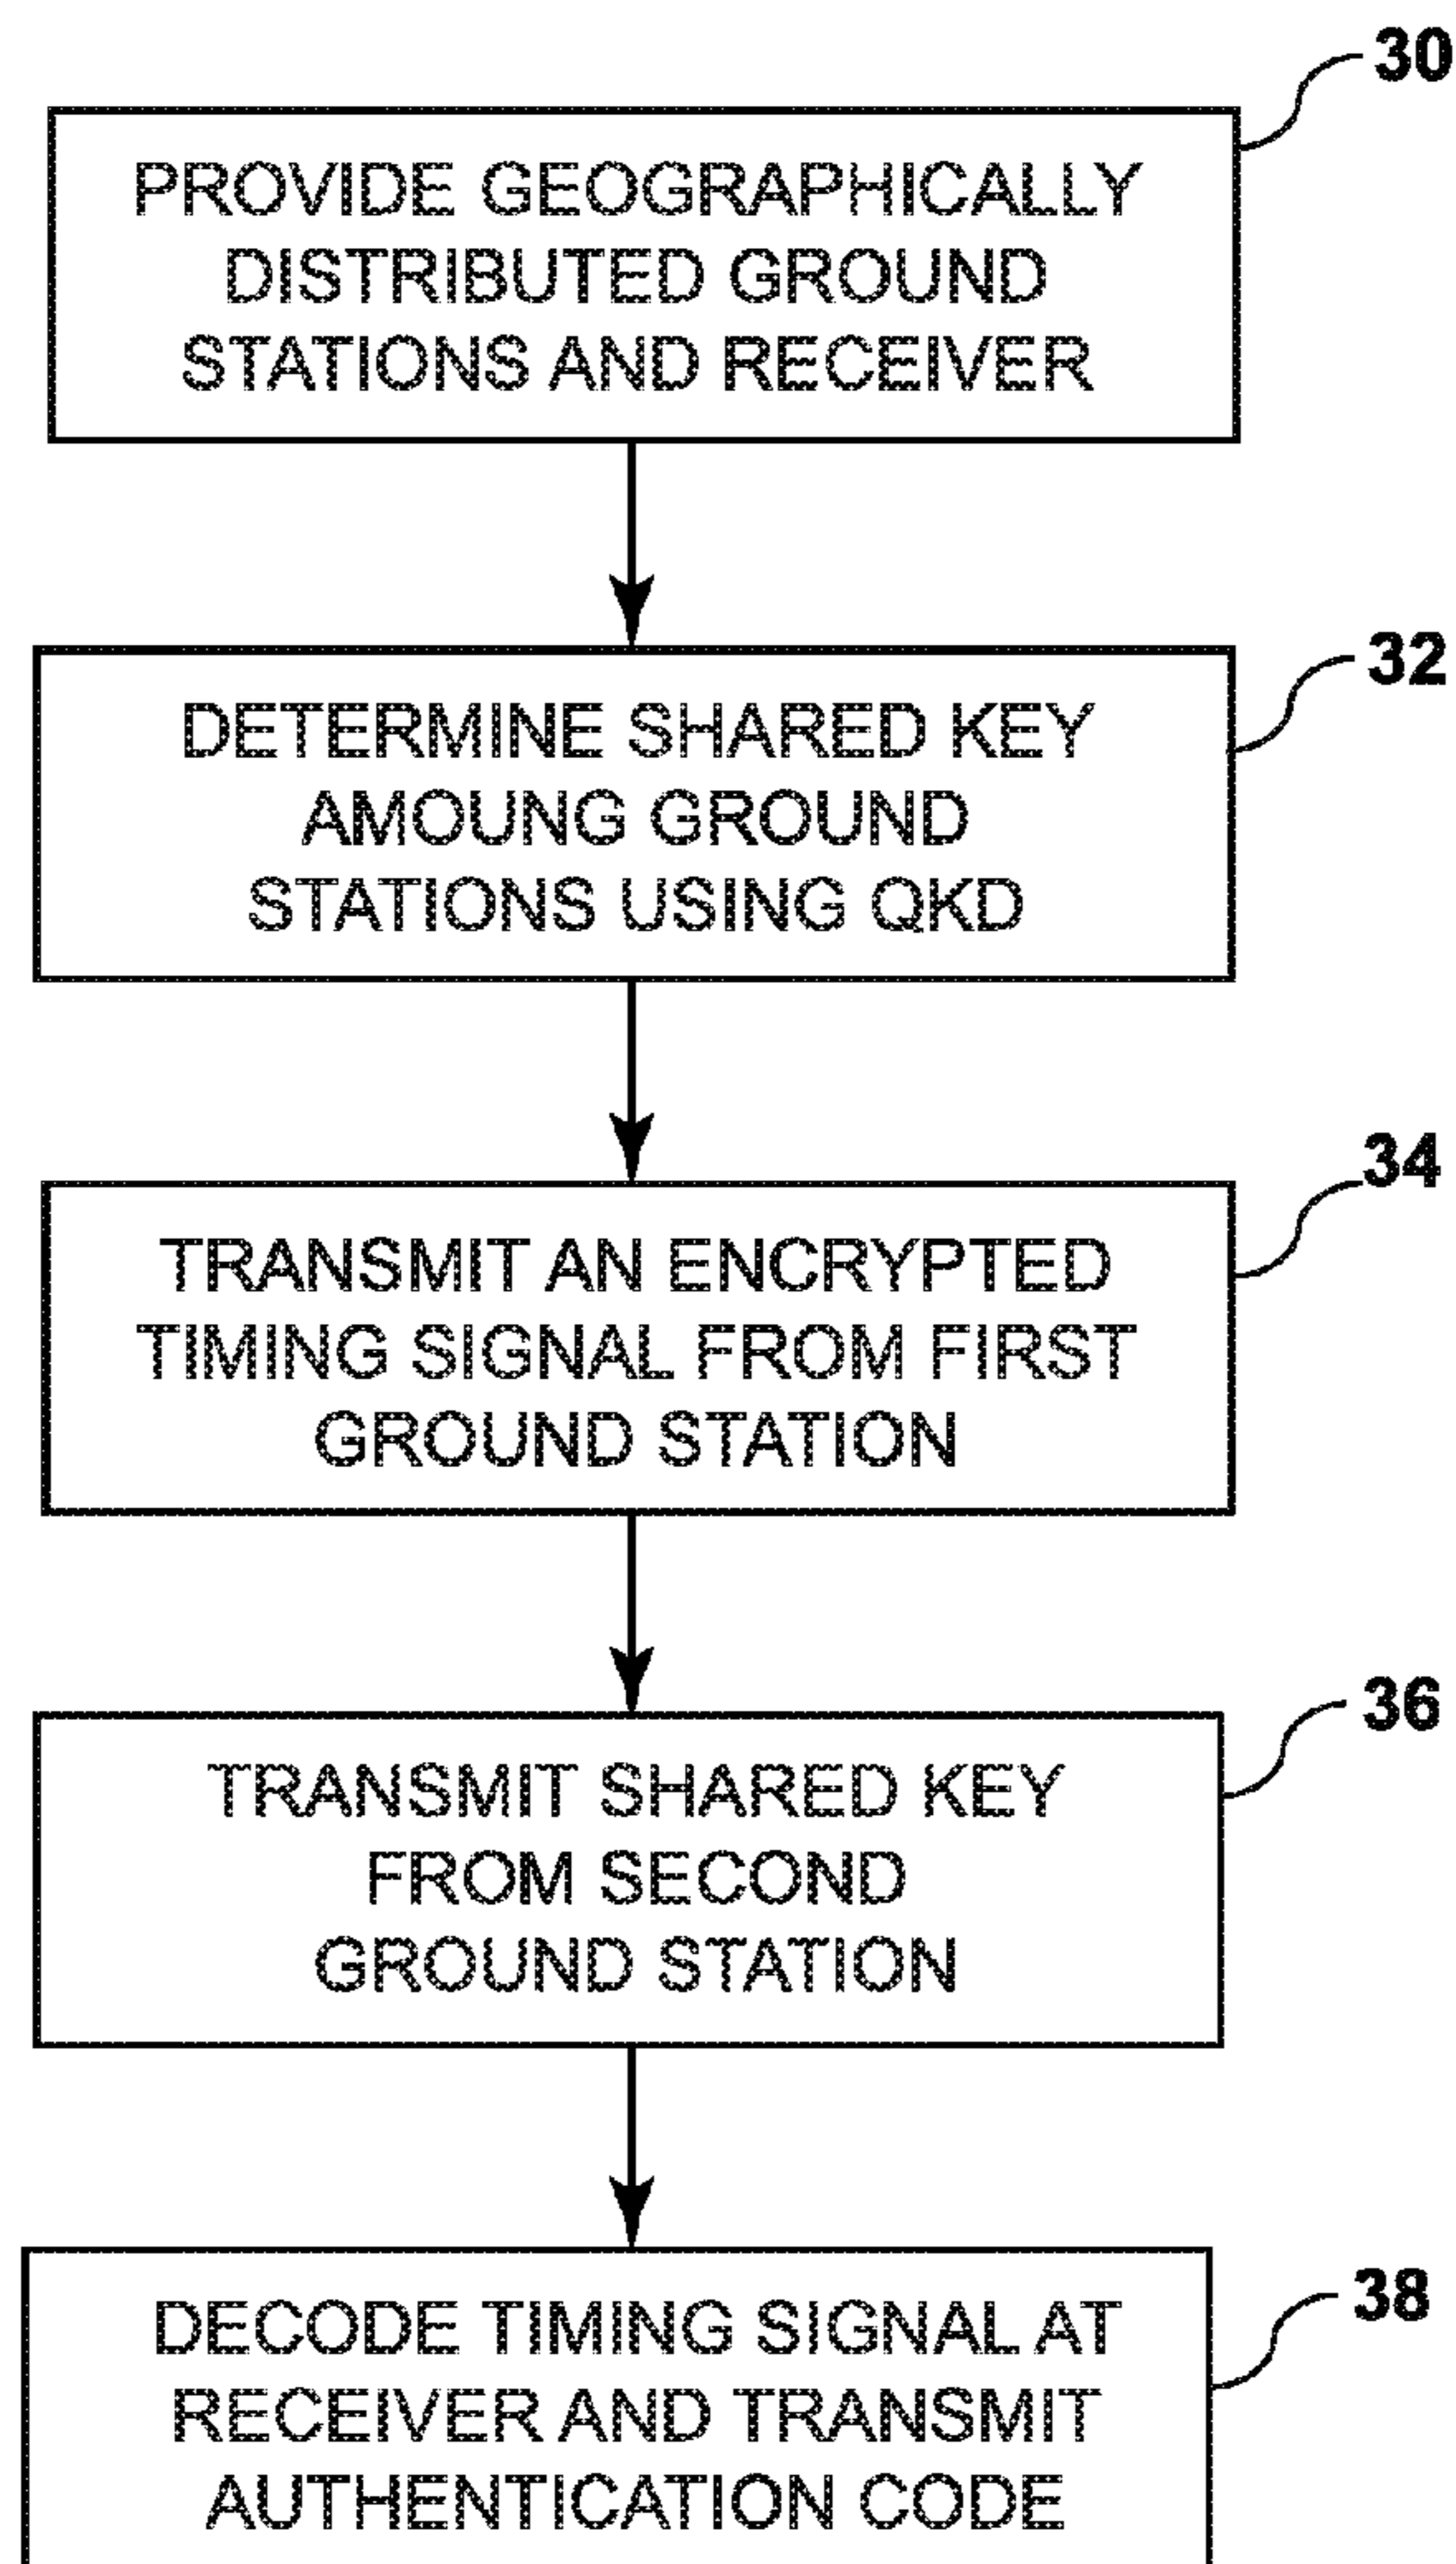 30
PROVIDE GEOGRAPHICALLY
DISTRIBUTED GROUND
STATIONS AND RECEIVER
32
DETERMINE SHARED KEY
AMOUNG GROUND
STATIONS USING QKD
34
TRANSMIT AN ENCRYPTED
TIMING SIGNAL FROM FIRST
GROUND STATION
36
TRANSMIT SHARED KEY
FROM SECOND
GROUND STATION
38
DECODE TIMING SIGNAL AT
RECEIVER AND TRANSMIT
AUTHENTICATION CODE